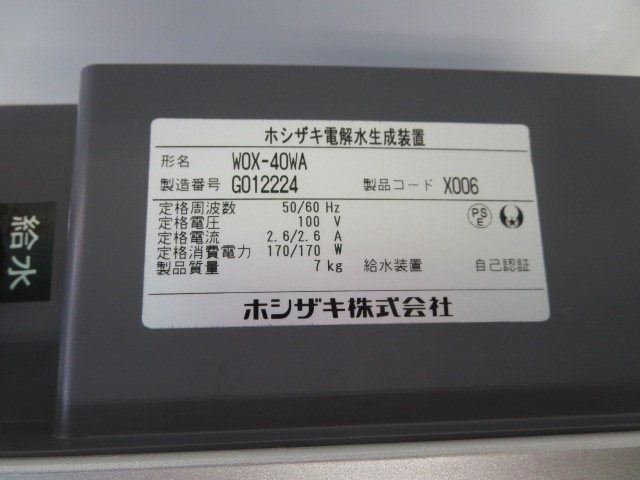 ホシザキ電解水生成装置
形名 WOX-40WA
製造番号 G012224 製品コード X006
定格周波数 50/60 Hz
定格電圧 100 V
定格電流 2.6/2.6 A
定格消費電力 170/170 W
製品質量 7 kg 給水装置 自己認証
PSE
ホシザキ株式会社
給水